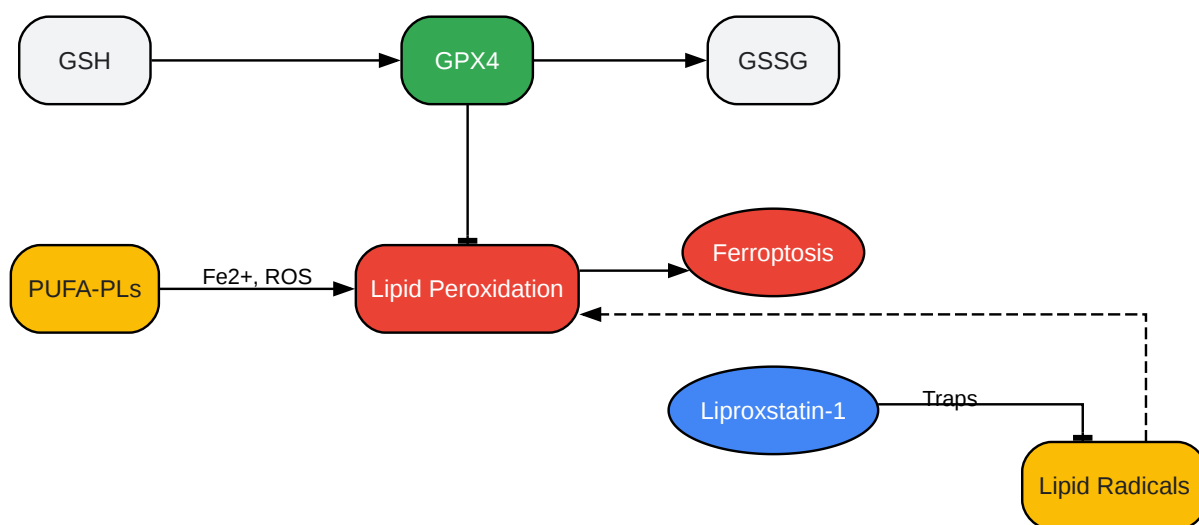 GSH
GPX4
GSSG
PUFA-PLs
Fe2+, ROS
Lipid Peroxidation
Ferroptosis
Liproxstatin-1
Traps
Lipid Radicals